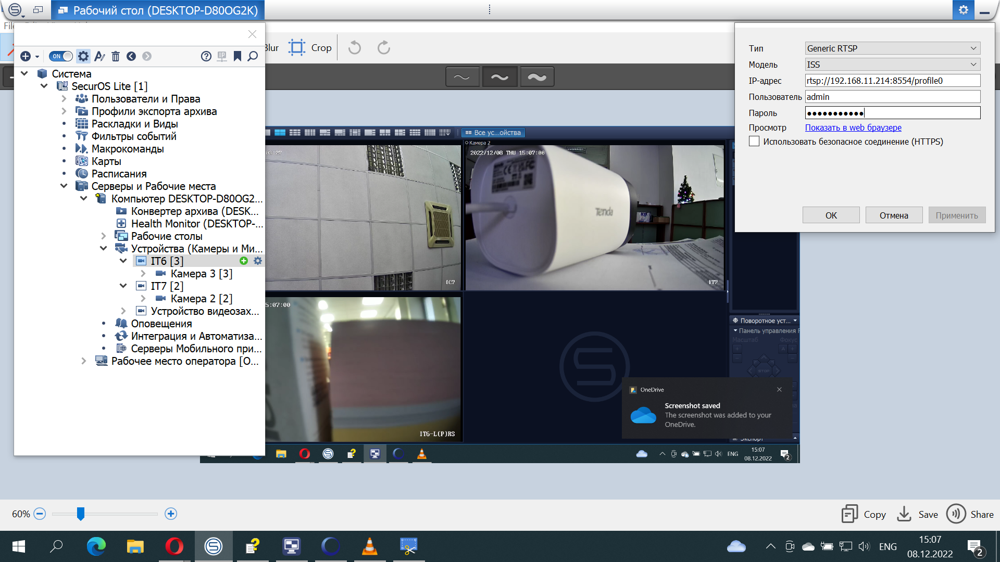 Рабочий стол (DESKTOP-D80OG2K)
Blur
Crop
ON
IP
Система
SecurOS Lite [1]
Пользователи и Права
Профили экспорта архива
Раскладки и Виды
Фильтры событий
Макрокоманды
Карты
Расписания
Серверы и Рабочие места
Компьютер DESKTOP-D80OG2...
Конвертер архива (DESK...
Health Monitor (DESKTOP-...
Рабочие столы
Устройства (Камеры и Ми...
IT6 [3]
Камера 3 [3]
IT7 [2]
Камера 2 [2]
Устройство видеозах...
Оповещения
Интеграция и Автоматиза...
Серверы Мобильного при...
Рабочее место оператора [О...
Все ус...ойства
Камера 2
2022/12/08 THU 15:07:00
Tenda
IC7
IT7
5:07:00
IT6-L(P)RS
Тип
Generic RTSP
Модель
ISS
IP-адрес
rtsp://192.168.11.214:8554/profile0
Пользователь
admin
Пароль
●●●●●●●●●●●
Просмотр
Показать в web браузере
Использовать безопасное соединение (HTTPS)
OK
Отмена
Применить
Поворотное уст...
Панель управления P
Масштаб
Фокус
STOP
OneDrive
Screenshot saved
The screenshot was added to your
OneDrive.
Экспорт
ENG
15:07
08.12.2022
2
60%
Copy
Save
Share
ENG
15:07
08.12.2022
2